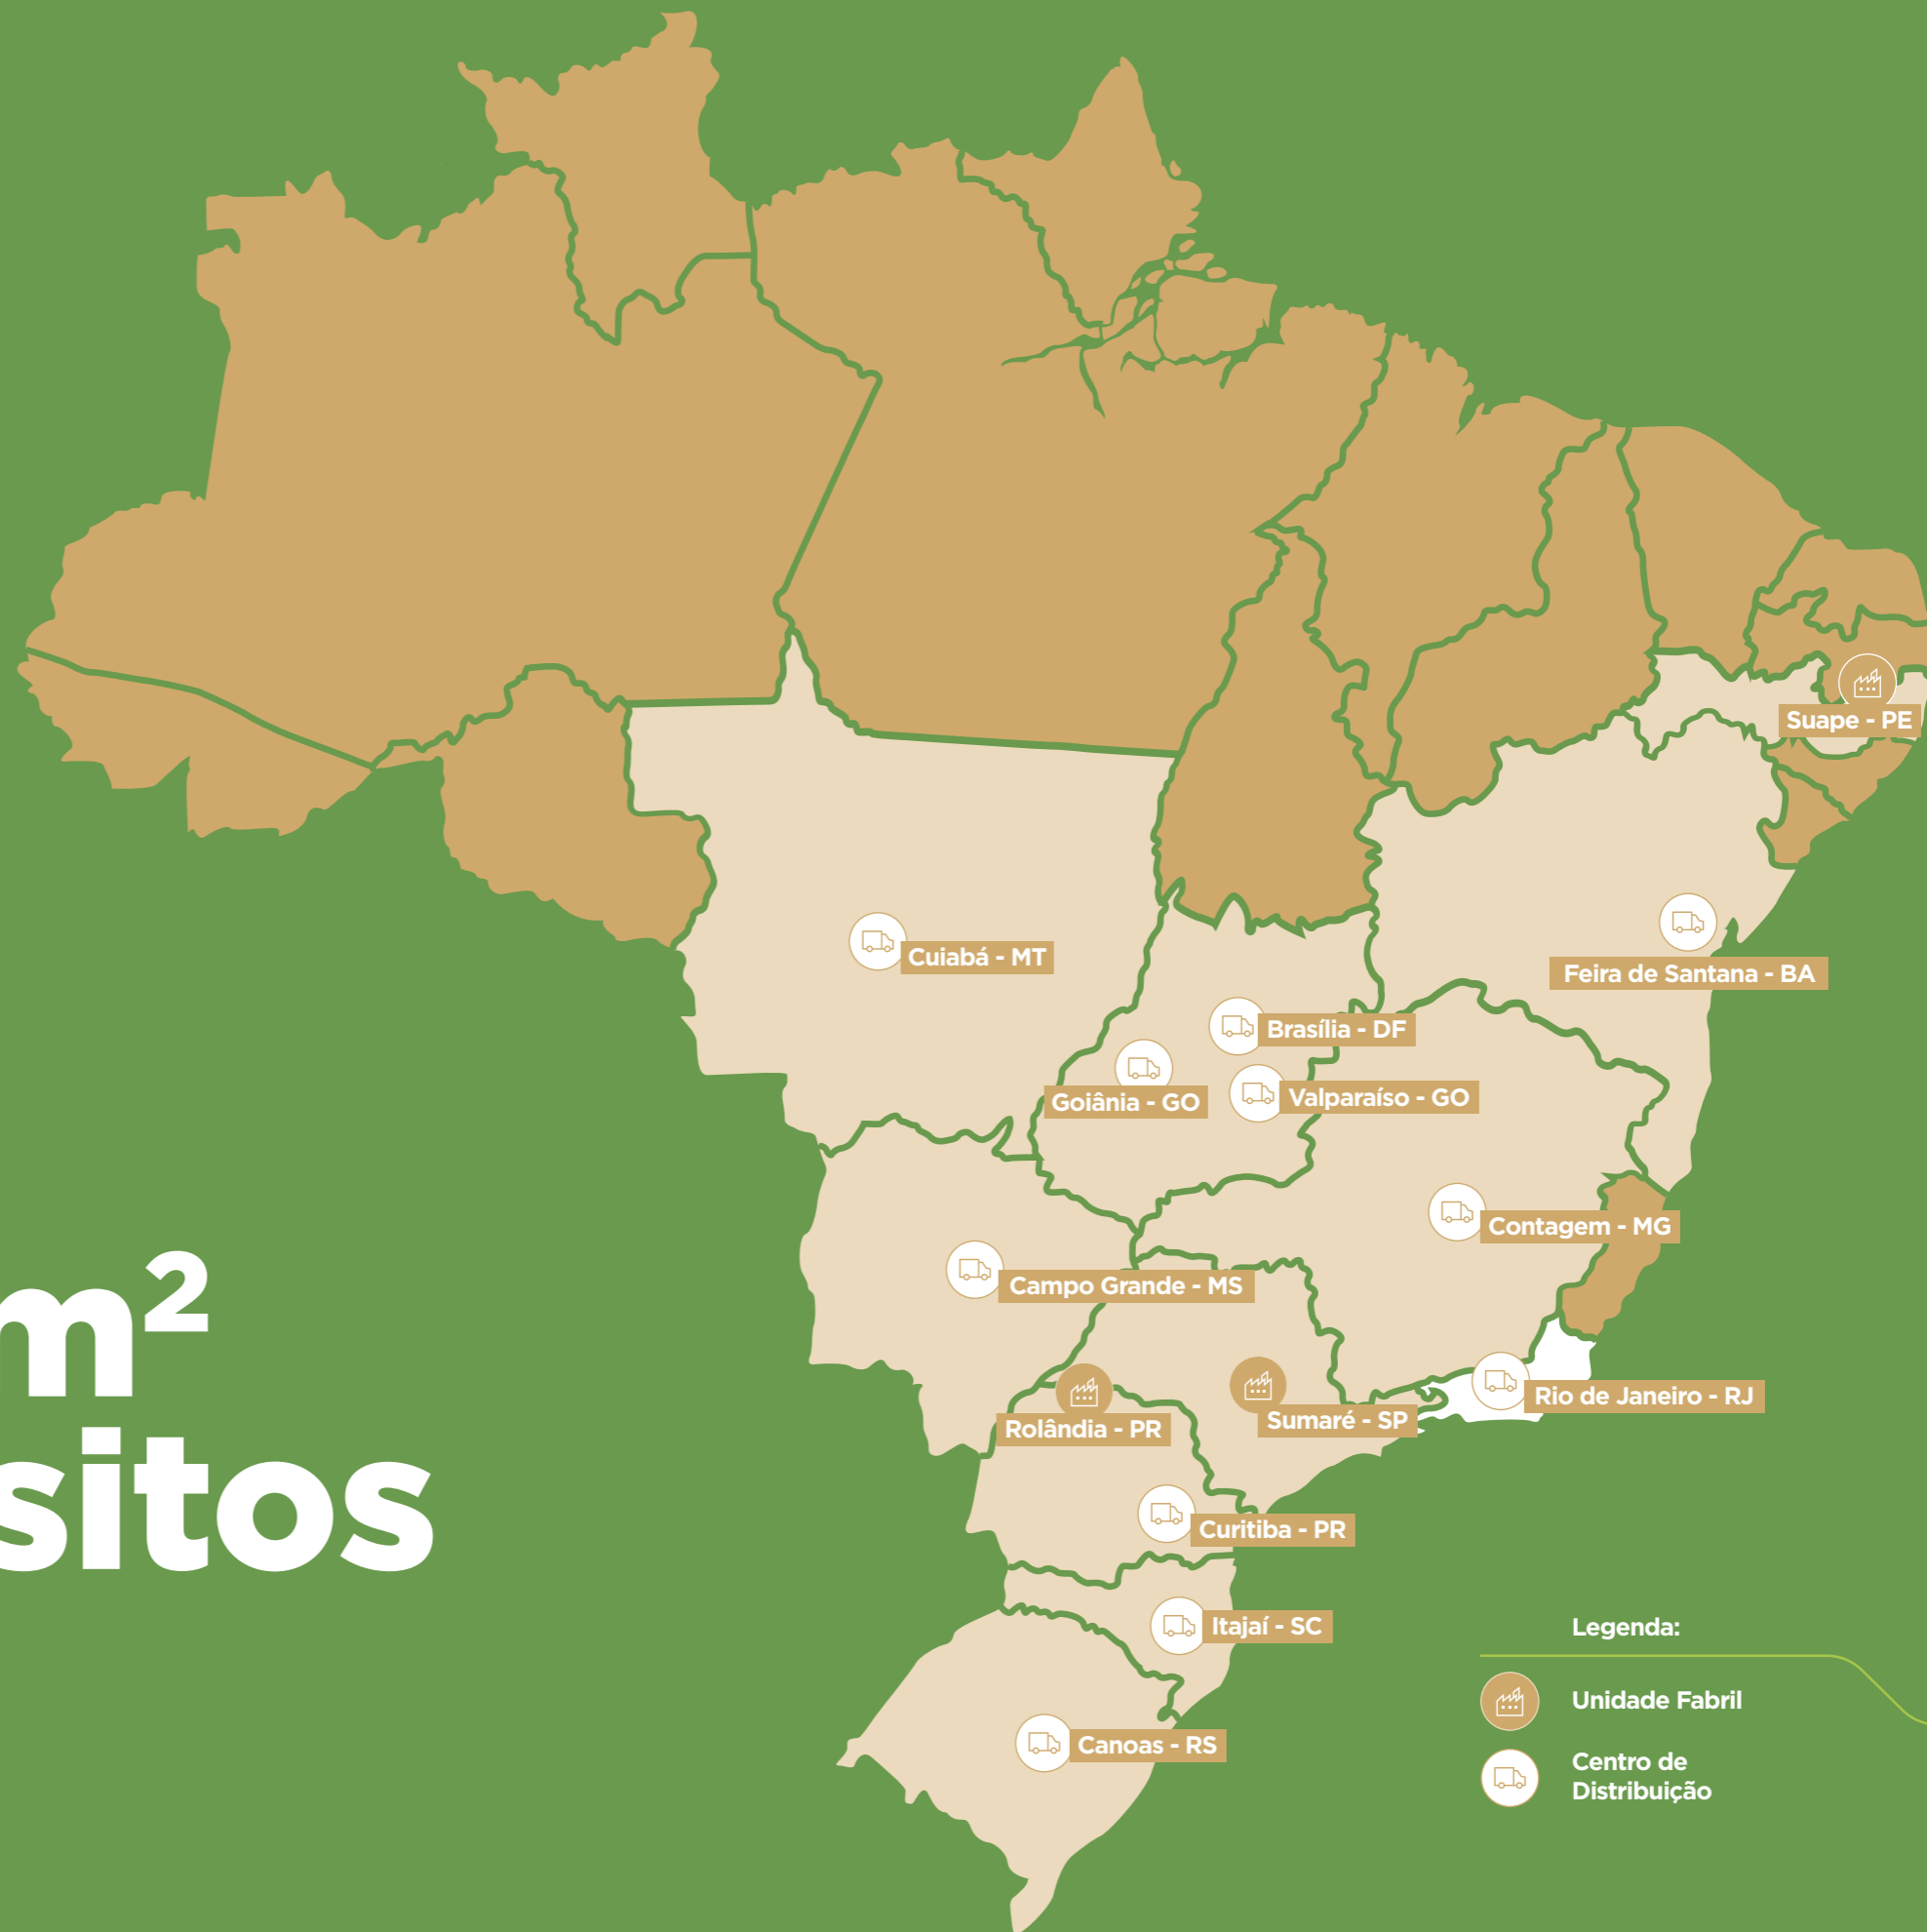 Suape - PE
Cuiabá - MT
Feira de Santana - BA
Brasília - DF
Goiânia - GO
Valparaíso - GO
Contagem - MG
Campo Grande - MS
Rio de Janeiro - RJ
Rolândia - PR
Sumaré - SP
Curitiba - PR
Itajaí - SC
Canoas - RS
m²
sitos
Legenda:
Unidade Fabril
Centro de
Distribuição